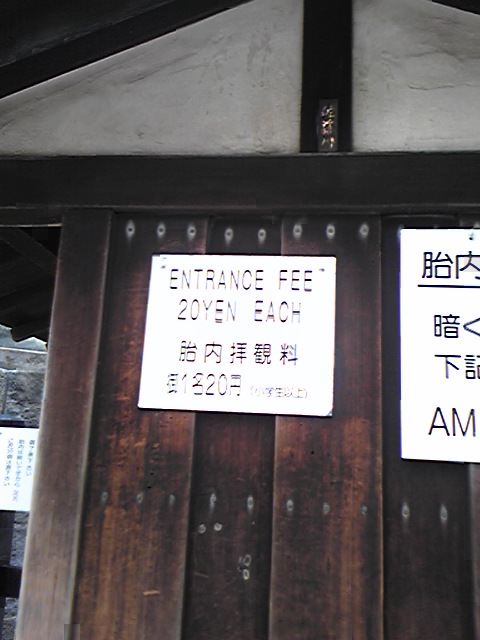 ENTRANCE FEE
20YEN EACH
胎内拝観料
御1名20円 (小学生以上)
胎内
暗く
下記
AM